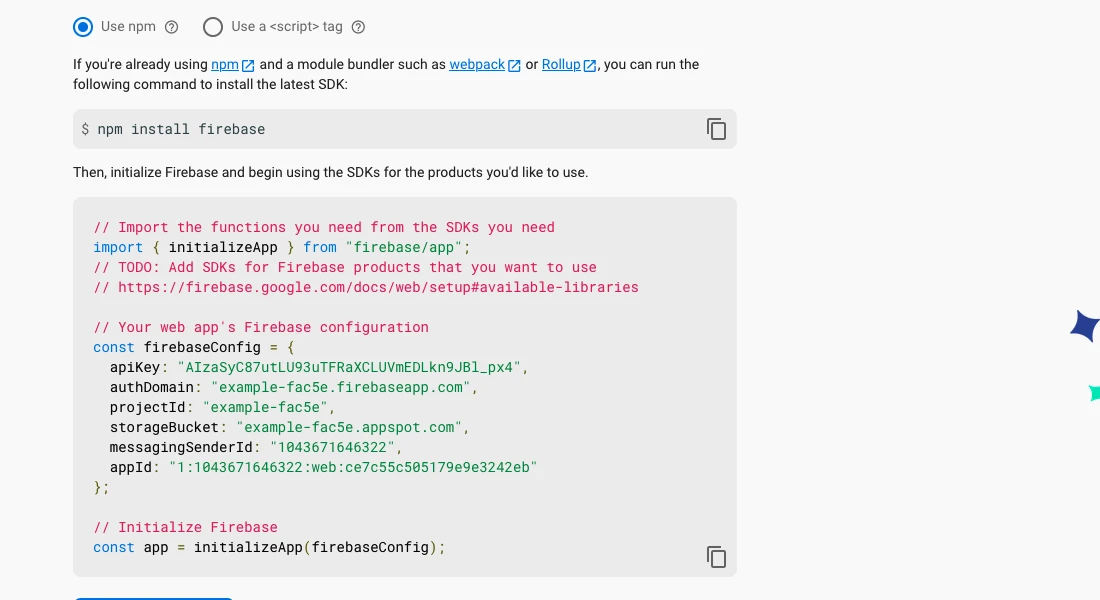 Use npm Use a <script> tag
If you're already using npm and a module bundler such as webpack or Rollup, you can run the
following command to install the latest SDK:
$ npm install firebase
Then, initialize Firebase and begin using the SDKs for the products you'd like to use.
// Import the functions you need from the SDKs you need
import { initializeApp } from "firebase/app";
// TODO: Add SDKs for Firebase products that you want to use
// https://firebase.google.com/docs/web/setup#available-libraries
// Your web app's Firebase configuration
const firebaseConfig = {
apiKey: "AIzaSyC87utLU93uTFRaXCLUVmEDLkn9JBl_px4",
authDomain: "example-fac5e.firebaseapp.com",
projectId: "example-fac5e",
storageBucket: "example-fac5e.appspot.com",
messagingSenderId: "1043671646322",
appId: "1:1043671646322:web:ce7c55c505179e9e3242eb"
};
// Initialize Firebase
const app = initializeApp(firebaseConfig);